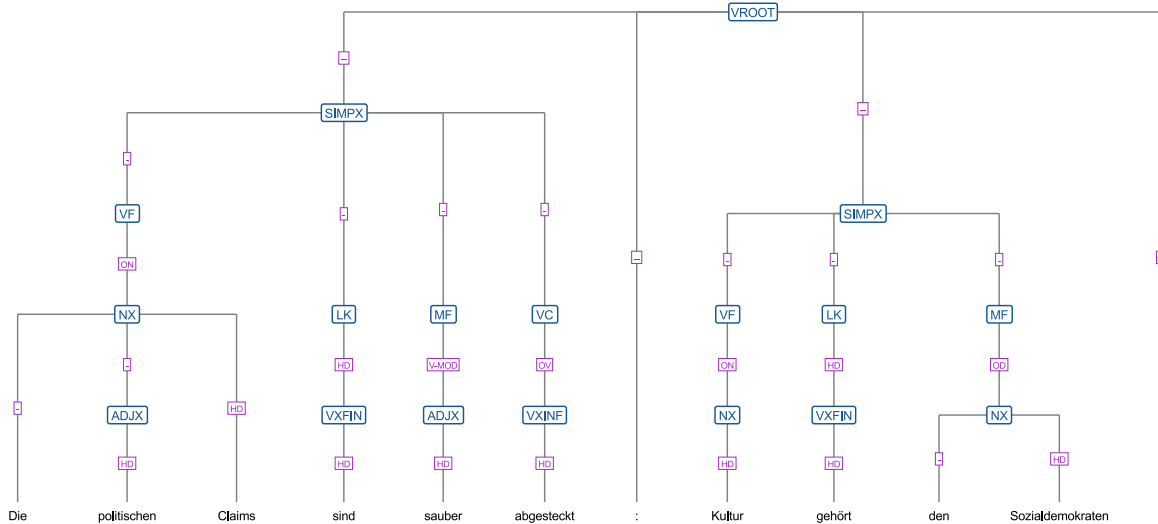 VROOT
--
SIMPX
--
- - - - - - -
VF SIMPX
ON -- - - -
NX LK MF VC VF LK MF
- HD V-MOD OV ON HD OD
- ADJX HD VXFIN ADJX VXINF NX VXFIN NX
HD HD HD HD HD HD - HD
Die politischen Claims sind sauber abgesteckt : Kultur gehört den Sozialdemokraten